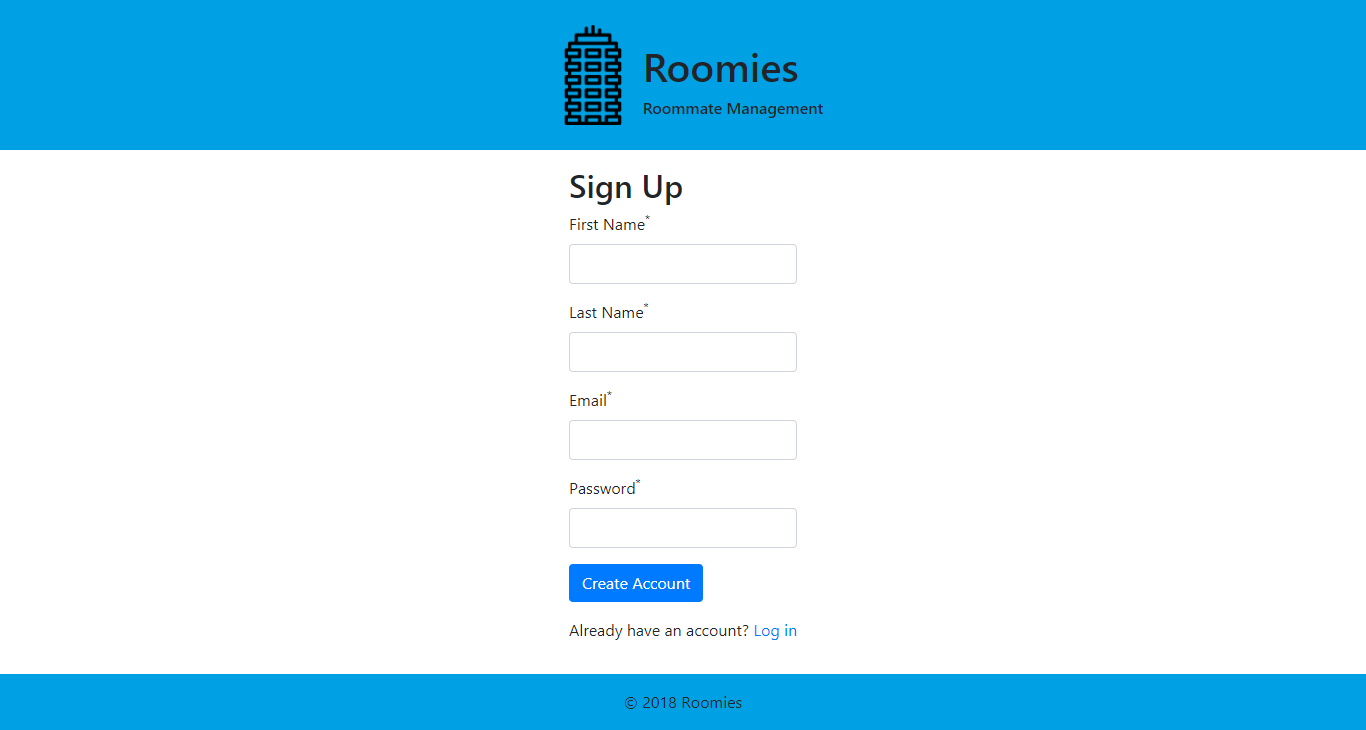 Roomies
Roommate Management
Sign Up
First Name*
Last Name*
Email*
Password*
Create Account
Already have an account? Log in
© 2018 Roomies